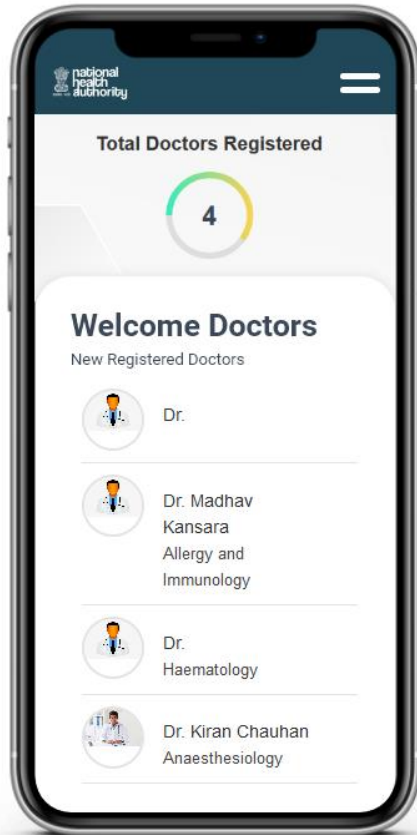 national
health
authority
Total Doctors Registered
4
Welcome Doctors
New Registered Doctors
Dr.
Dr. Madhav
Kansara
Allergy and
Immunology
Dr.
Haematology
Dr. Kiran Chauhan
Anaesthesiology